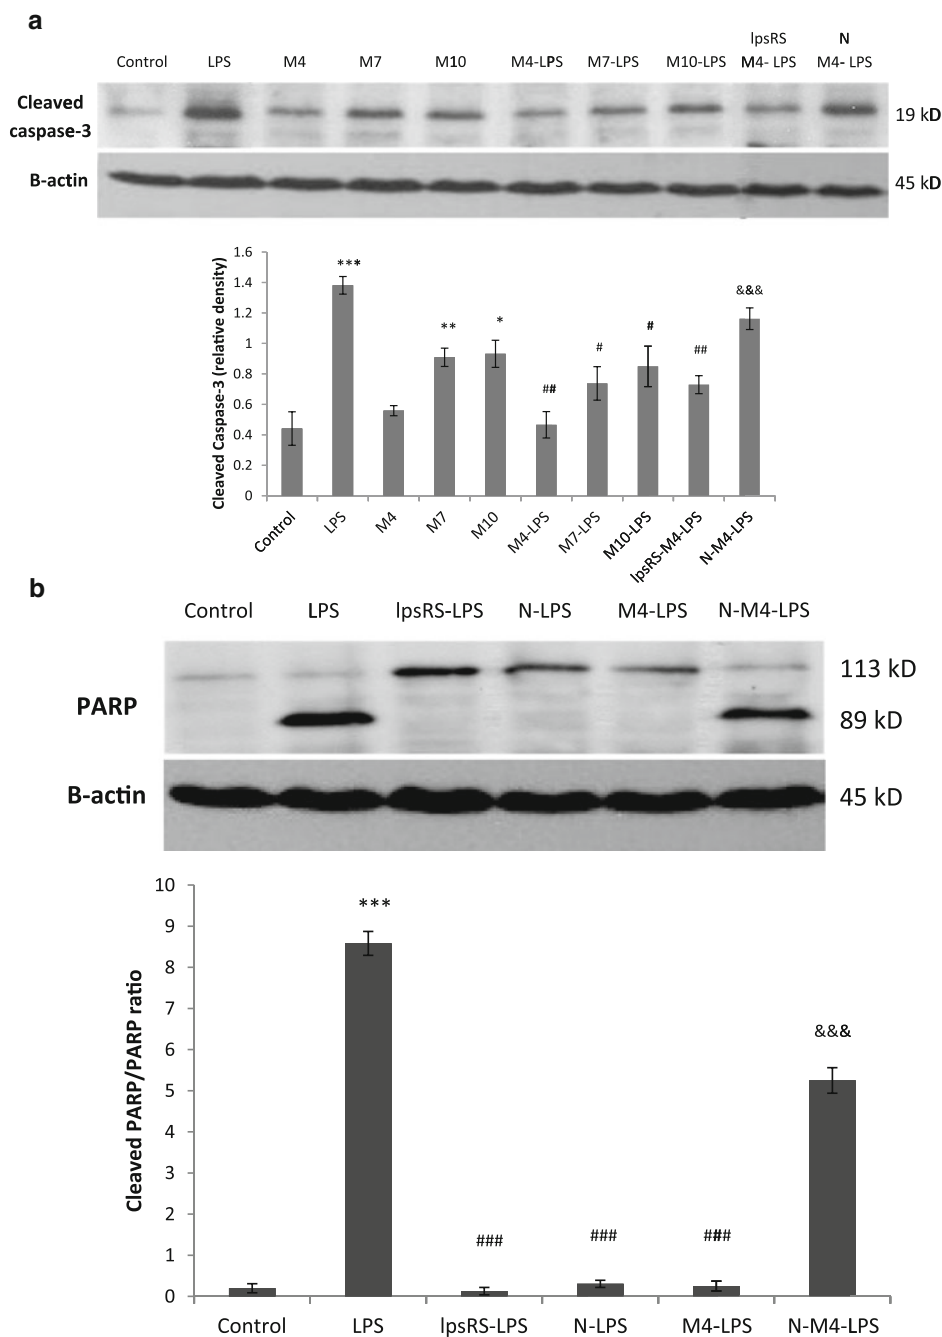 a
lpsRS N
Control LPS M4 M7 M10 M4-LPS M7-LPS M10-LPS M4- LPS M4- LPS
Cleaved
caspase-3
19 kD
B-actin
45 kD
Cleaved Caspase-3 (relative density)
1.6
1.4
1.2
1
0.8
0.6
0.4
0.2
0
***
**
*
##
#
#
##
&&&
Control LPS M4 M7 M10 M4-LPS M7-LPS M10-LPS lpsRS-M4-LPS N-M4-LPS
b
Control LPS lpsRS-LPS N-LPS M4-LPS N-M4-LPS
113 kD
PARP
89 kD
B-actin
45 kD
Cleaved PARP/PARP ratio
10
9
8
7
6
5
4
3
2
1
0
***
###
###
###
&&&
Control LPS lpsRS-LPS N-LPS M4-LPS N-M4-LPS